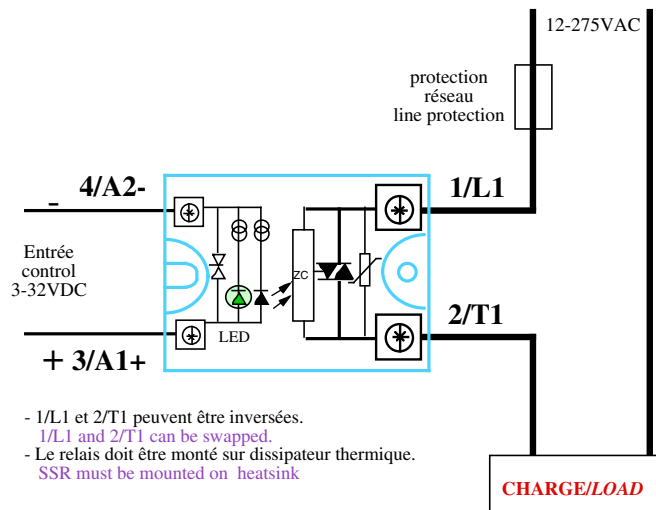 12-275VAC
protection
réseau
line protection
4/A2-
1/L1
-
Entrée
control
3-32VDC
ZC
LED
2/T1
+ 3/A1+
- 1/L1 et 2/T1 peuvent être inversées.
1/L1 and 2/T1 can be swapped.
- Le relais doit être monté sur dissipateur thermique.
SSR must be mounted on heatsink
CHARGE/LOAD